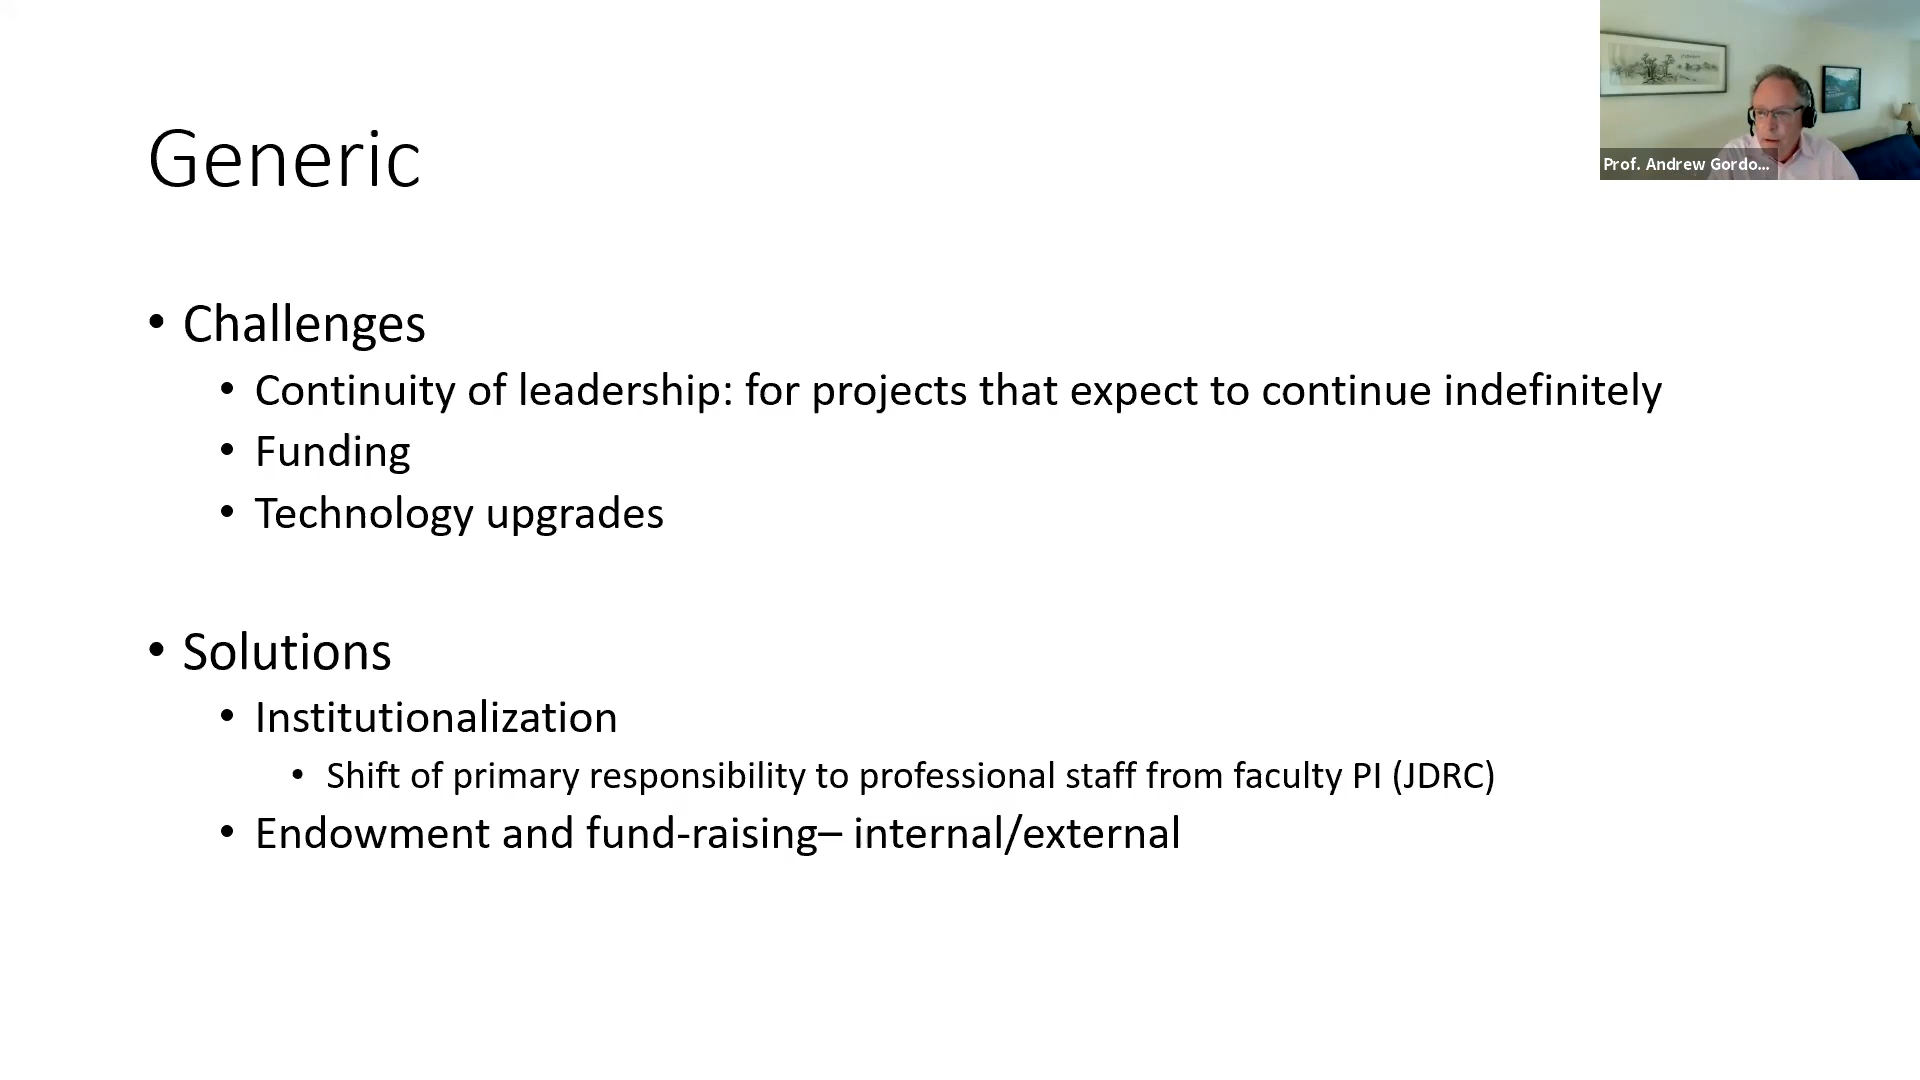 Generic
Prof. Andrew Gordo...
• Challenges
• Continuity of leadership: for projects that expect to continue indefinitely
• Funding
• Technology upgrades
• Solutions
• Institutionalization
• Shift of primary responsibility to professional staff from faculty PI (JDRC)
• Endowment and fund-raising– internal/external